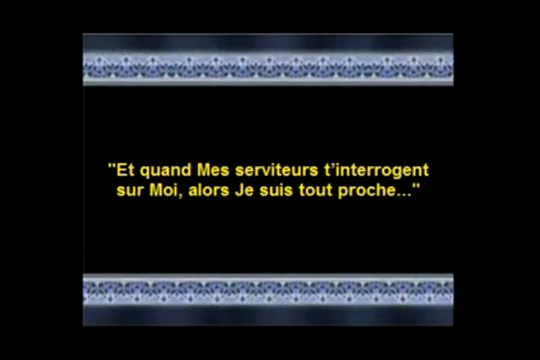 "Et quand Mes serviteurs t'interrogent
sur Moi, alors Je suis tout proche..."